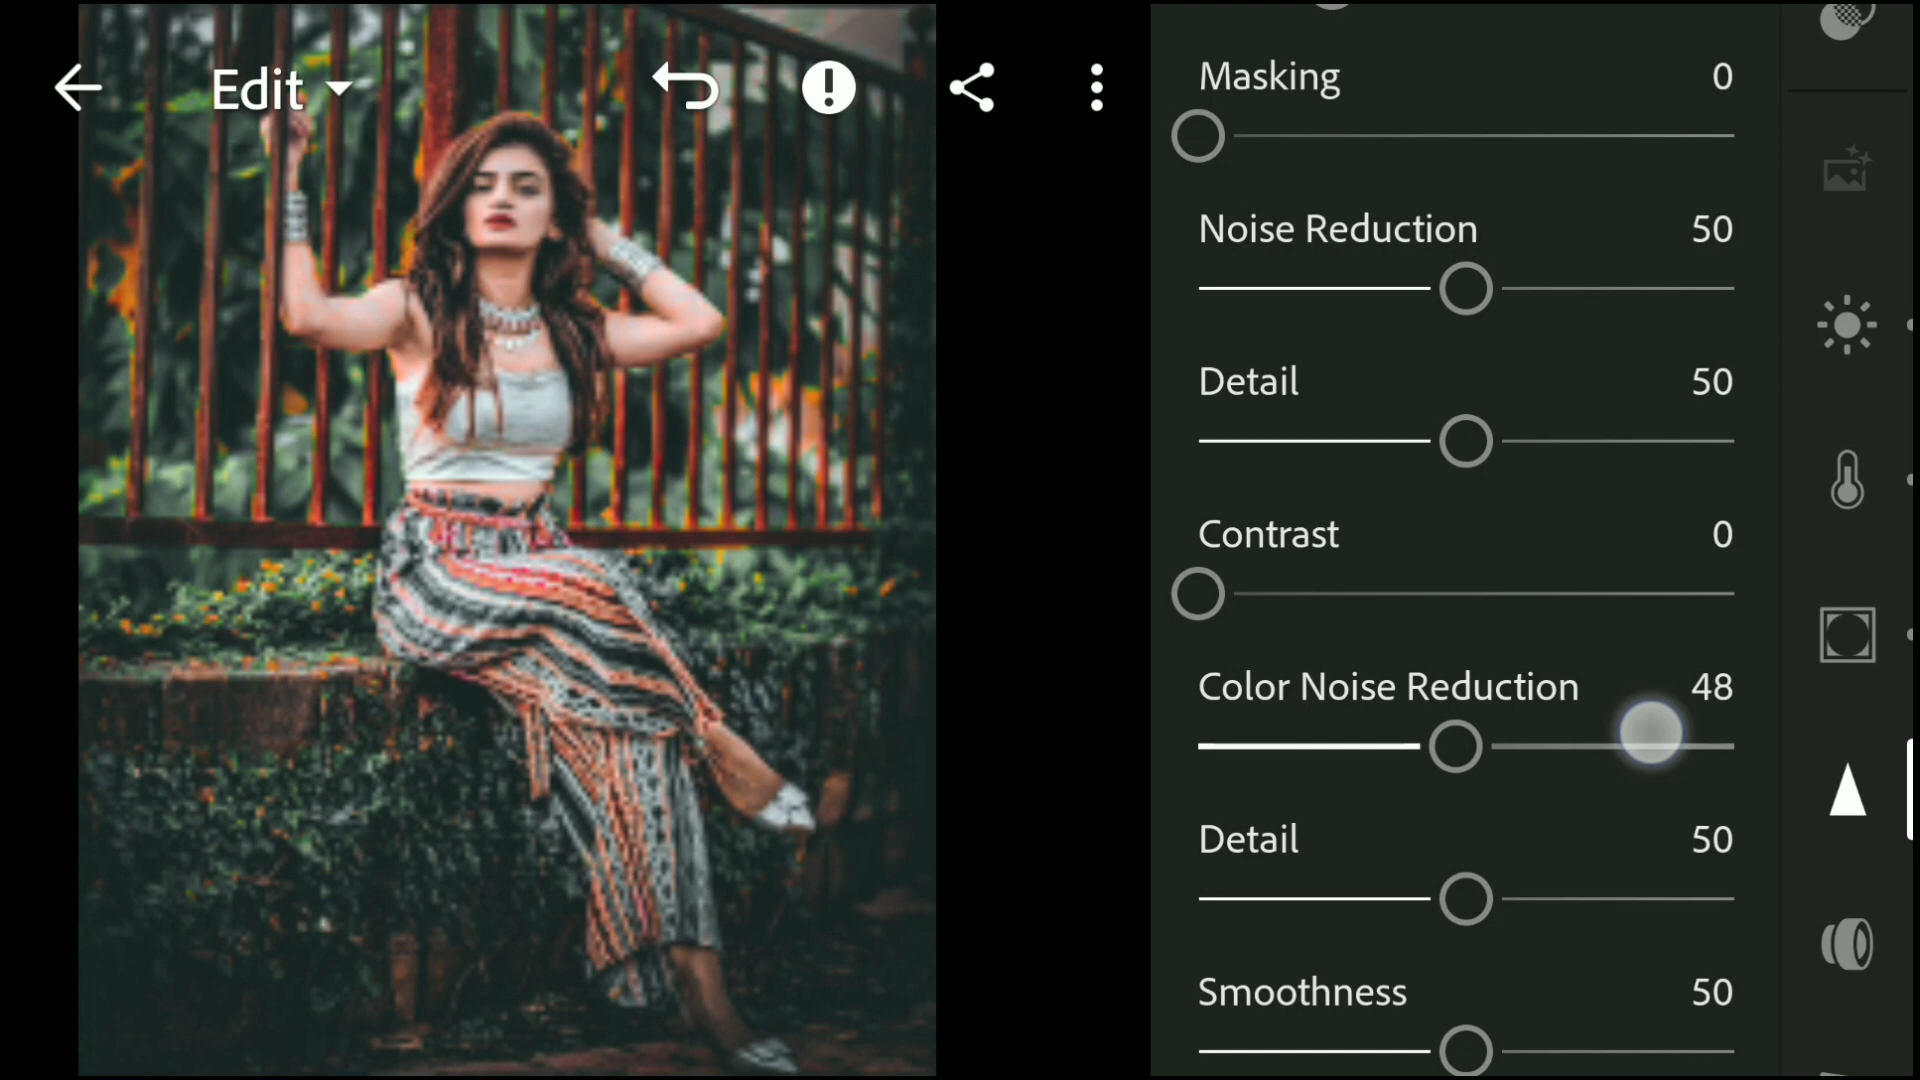 Edit
Masking 0
Noise Reduction 50
Detail 50
Contrast 0
Color Noise Reduction 48
Detail 50
Smoothness 50